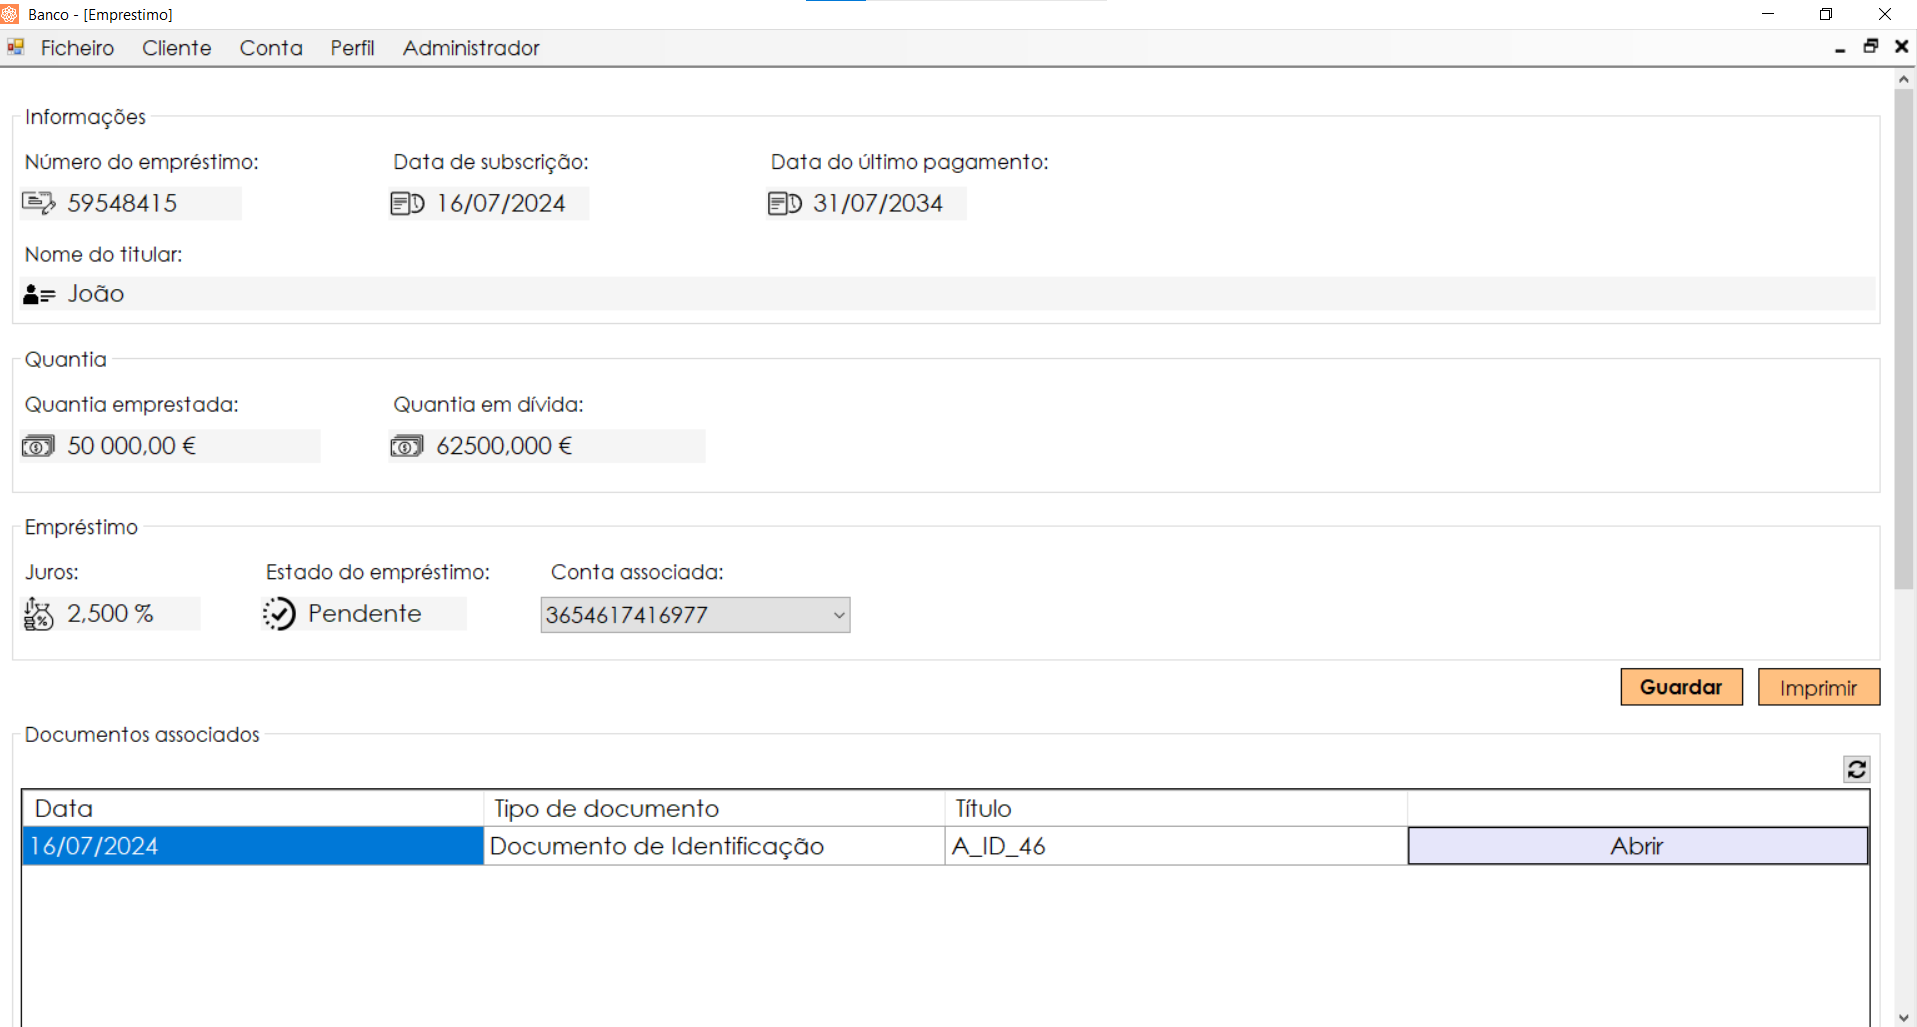 Banco - [Emprestimo]
Ficheiro Cliente Conta Perfil Administrador
Informações
Número do empréstimo: Data de subscrição: Data do último pagamento:
59548415 16/07/2024 31/07/2034
Nome do titular:
João
Quantia
Quantia emprestada: Quantia em dívida:
50 000,00 € 62500,000 €
Empréstimo
Juros: Estado do empréstimo: Conta associada:
2,500 % Pendente 3654617416977
Guardar Imprimir
Documentos associados
Data Tipo de documento Título
16/07/2024 Documento de Identificação A_ID_46 Abrir